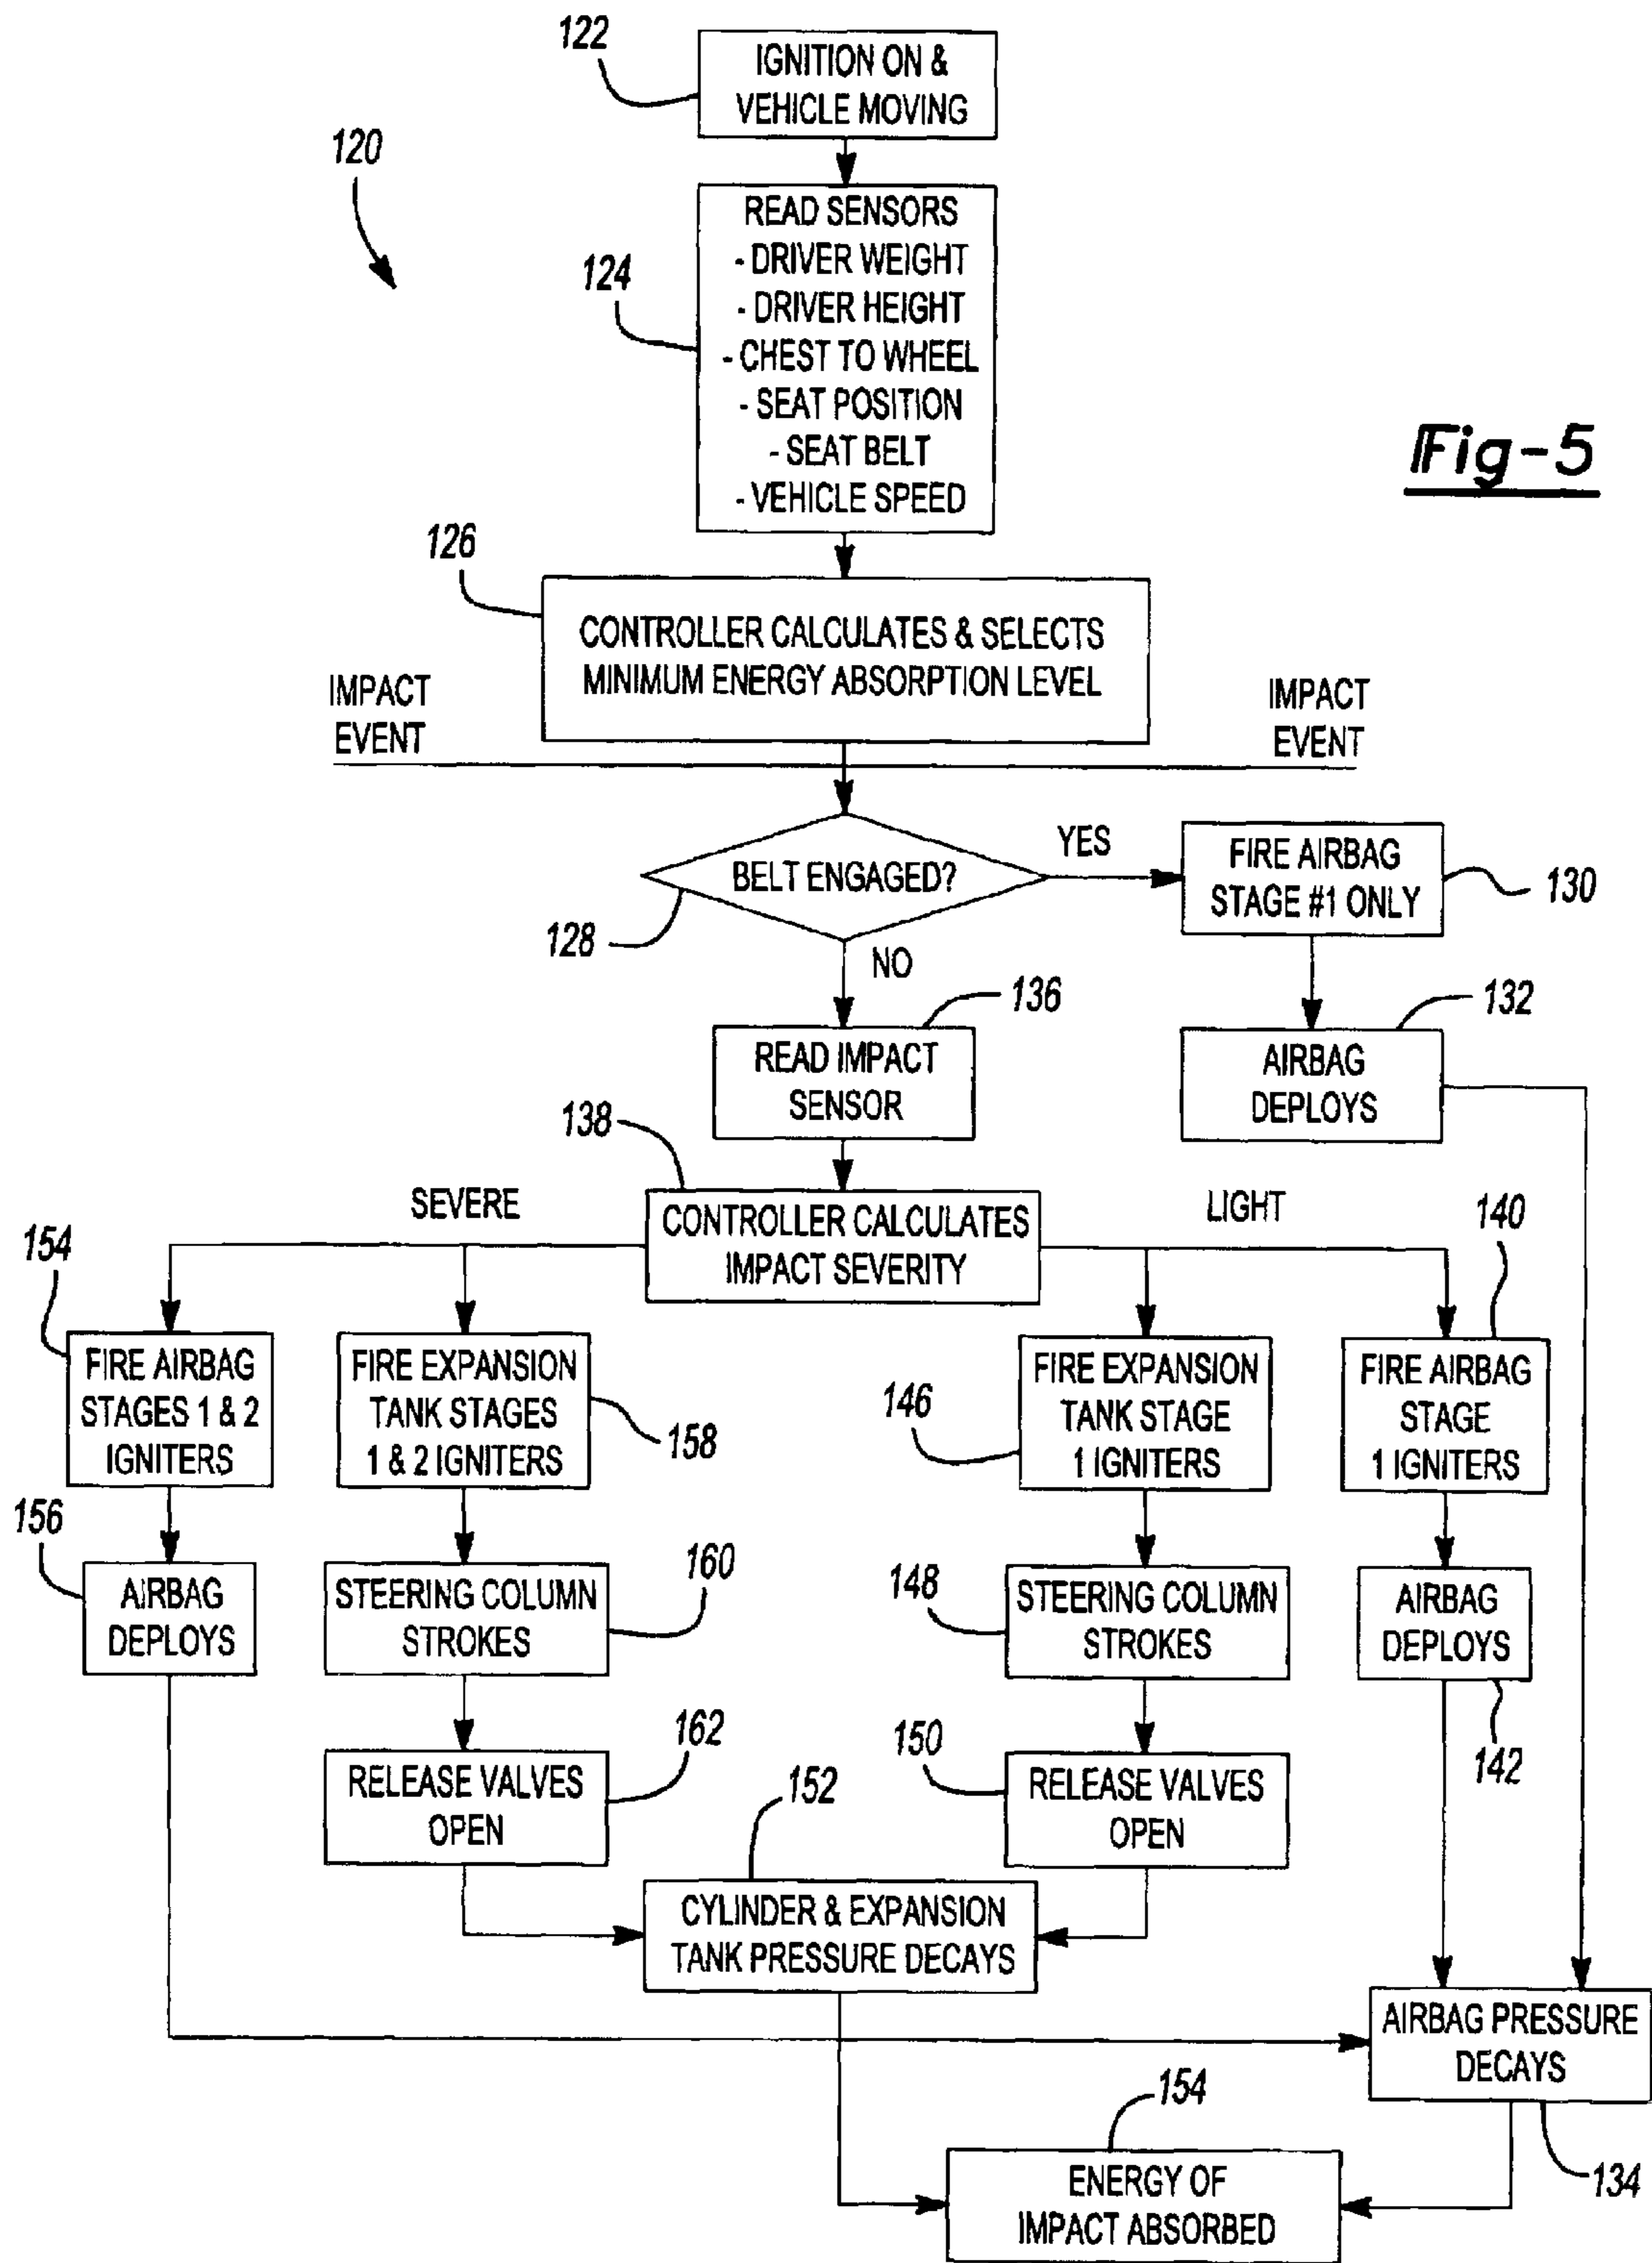 122
IGNITION ON &
VEHICLE MOVING
120
124
READ SENSORS
- DRIVER WEIGHT
- DRIVER HEIGHT
- CHEST TO WHEEL
- SEAT POSITION
- SEAT BELT
- VEHICLE SPEED
Fig-5
126
CONTROLLER CALCULATES & SELECTS
MINIMUM ENERGY ABSORPTION LEVEL
IMPACT
EVENT
IMPACT
EVENT
BELT ENGAGED?
128
YES
FIRE AIRBAG
STAGE #1 ONLY
130
NO
136
READ IMPACT
SENSOR
132
AIRBAG
DEPLOYS
138
CONTROLLER CALCULATES
IMPACT SEVERITY
SEVERE
LIGHT
154
FIRE AIRBAG
STAGES 1 & 2
IGNITERS
FIRE EXPANSION
TANK STAGES
1 & 2 IGNITERS
158
146
FIRE EXPANSION
TANK STAGE
1 IGNITERS
140
FIRE AIRBAG
STAGE
1 IGNITERS
156
AIRBAG
DEPLOYS
STEERING COLUMN
STROKES
160
148
STEERING COLUMN
STROKES
AIRBAG
DEPLOYS
142
RELEASE VALVES
OPEN
162
150
RELEASE VALVES
OPEN
152
CYLINDER & EXPANSION
TANK PRESSURE DECAYS
AIRBAG PRESSURE
DECAYS
134
154
ENERGY OF
IMPACT ABSORBED